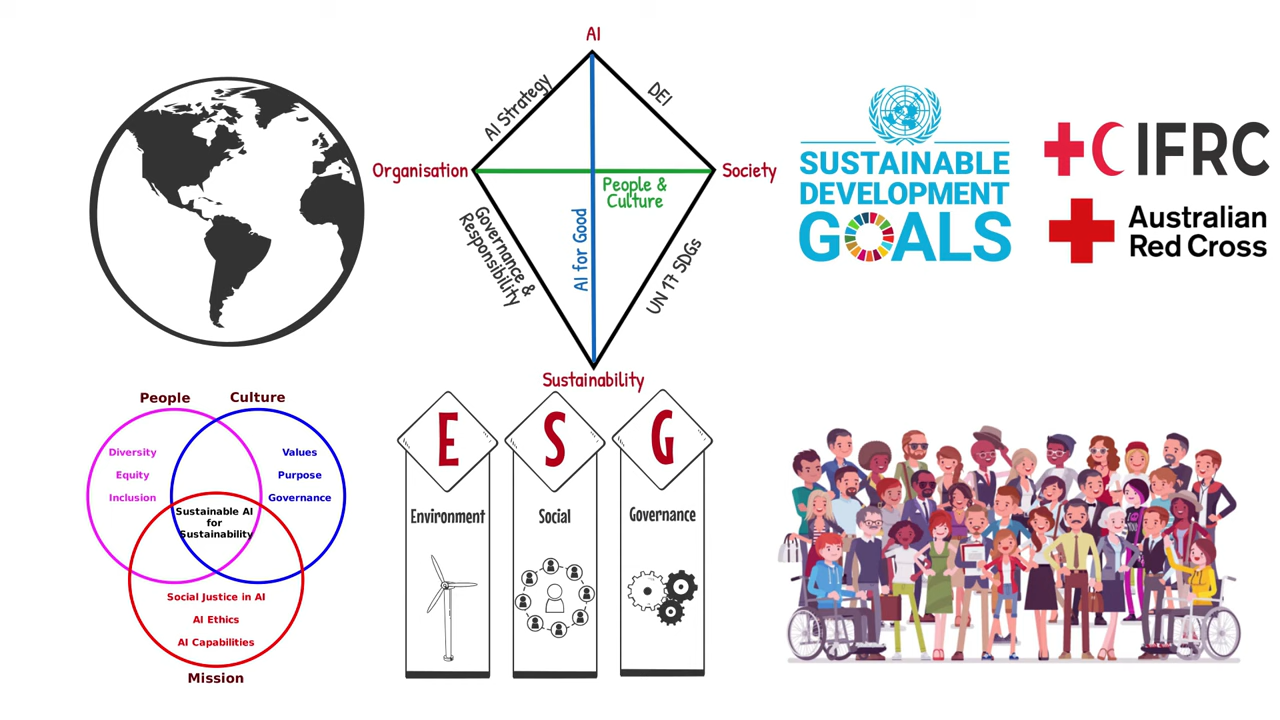 AI
AI Strategy
DEI
Organisation
Society
People &
Culture
Governance &
Responsibility
AI for Good
UN 17 SDGs
Sustainability
SUSTAINABLE
DEVELOPMENT
GOALS
IFRC
Australian
Red Cross
People
Culture
Diversity
Equity
Inclusion
Values
Purpose
Governance
Sustainable AI
for
Sustainability
Social Justice in AI
AI Ethics
AI Capabilities
Mission
E
Environment
S
Social
G
Governance